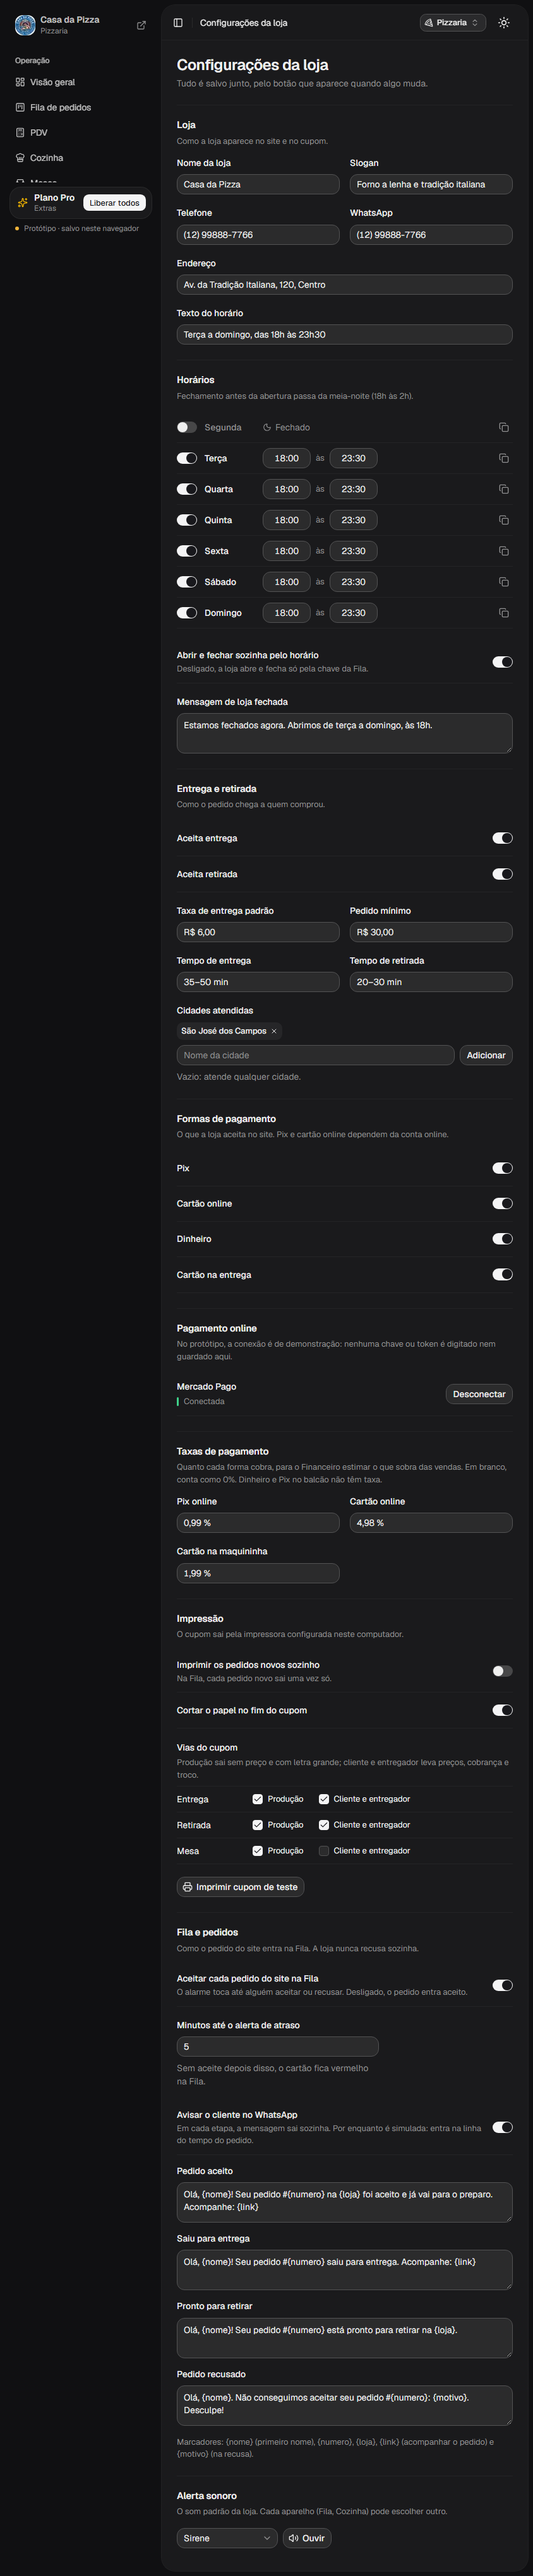 Casa da Pizza
Pizzaria
Operação
Visão geral
Fila de pedidos
PDV
Cozinha
Plano Pro
Extras
Liberar todos
Protótipo · salvo neste navegador
Configurações da loja
Pizzaria
Configurações da loja
Tudo é salvo junto, pelo botão que aparece quando algo muda.
Loja
Como a loja aparece no site e no cupom.
Nome da loja
Slogan
Casa da Pizza
Forno a lenha e tradição italiana
Telefone
WhatsApp
(12) 99888-7766
(12) 99888-7766
Endereço
Av. da Tradição Italiana, 120, Centro
Texto do horário
Terça a domingo, das 18h às 23h30
Horários
Fechamento antes da abertura passa da meia-noite (18h às 2h).
Segunda Fechado
Terça 18:00 às 23:30
Quarta 18:00 às 23:30
Quinta 18:00 às 23:30
Sexta 18:00 às 23:30
Sábado 18:00 às 23:30
Domingo 18:00 às 23:30
Abrir e fechar sozinha pelo horário
Desligado, a loja abre e fecha só pela chave da Fila.
Mensagem de loja fechada
Estamos fechados agora. Abrimos de terça a domingo, às 18h.
Entrega e retirada
Como o pedido chega a quem comprou.
Aceita entrega
Aceita retirada
Taxa de entrega padrão
Pedido mínimo
R$ 6,00
R$ 30,00
Tempo de entrega
Tempo de retirada
35–50 min
20–30 min
Cidades atendidas
São José dos Campos ×
Nome da cidade
Adicionar
Vazio: atende qualquer cidade.
Formas de pagamento
O que a loja aceita no site. Pix e cartão online dependem da conta online.
Pix
Cartão online
Dinheiro
Cartão na entrega
Pagamento online
No protótipo, a conexão é de demonstração: nenhuma chave ou token é digitado nem
guardado aqui.
Mercado Pago
Conectada
Desconectar
Taxas de pagamento
Quanto cada forma cobra, para o Financeiro estimar o que sobra das vendas. Em branco,
conta como 0%. Dinheiro e Pix no balcão não têm taxa.
Pix online
Cartão online
0,99 %
4,98 %
Cartão na maquininha
1,99 %
Impressão
O cupom sai pela impressora configurada neste computador.
Imprimir os pedidos novos sozinho
Na Fila, cada pedido novo sai uma vez só.
Cortar o papel no fim do cupom
Vias do cupom
Produção sai sem preço e com letra grande; cliente e entregador leva preços, cobrança e
troco.
Entrega Produção Cliente e entregador
Retirada Produção Cliente e entregador
Mesa Produção Cliente e entregador
Imprimir cupom de teste
Fila e pedidos
Como o pedido do site entra na Fila. A loja nunca recusa sozinha.
Aceitar cada pedido do site na Fila
O alarme toca até alguém aceitar ou recusar. Desligado, o pedido entra aceito.
Minutos até o alerta de atraso
5
Sem aceite depois disso, o cartão fica vermelho
na Fila.
Avisar o cliente no WhatsApp
Em cada etapa, a mensagem sai sozinha. Por enquanto é simulada: entra na linha
do tempo do pedido.
Pedido aceito
Olá, {nome}! Seu pedido #{numero} na {loja} foi aceito e já vai para o preparo.
Acompanhe: {link}
Saiu para entrega
Olá, {nome}! Seu pedido #{numero} saiu para entrega. Acompanhe: {link}
Pronto para retirar
Olá, {nome}! Seu pedido #{numero} está pronto para retirar na {loja}.
Pedido recusado
Olá, {nome}. Não conseguimos aceitar seu pedido #{numero}: {motivo}.
Desculpe!
Marcadores: {nome} (primeiro nome), {numero}, {loja}, {link} (acompanhar o pedido) e
{motivo} (na recusa).
Alerta sonoro
O som padrão da loja. Cada aparelho (Fila, Cozinha) pode escolher outro.
Sirene
Ouvir